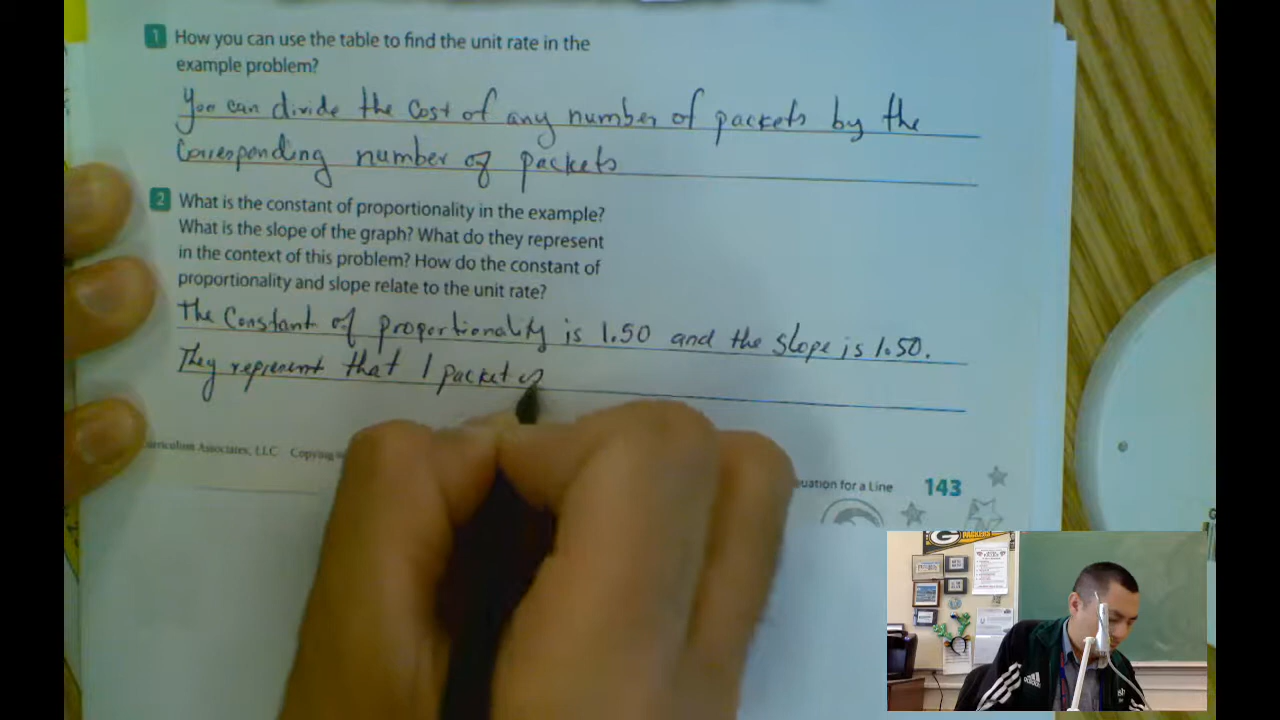 1 How you can use the table to find the unit rate in the
example problem?
You can divide the cost of any number of packets by the
corresponding number of packets
2 What is the constant of proportionality in the example?
What is the slope of the graph? What do they represent
in the context of this problem? How do the constant of
proportionality and slope relate to the unit rate?
The constant of proportionality is 1.50 and the slope is 1.50.
They represent that 1 packet
Associates, LLC Copying
for a Line 143
G